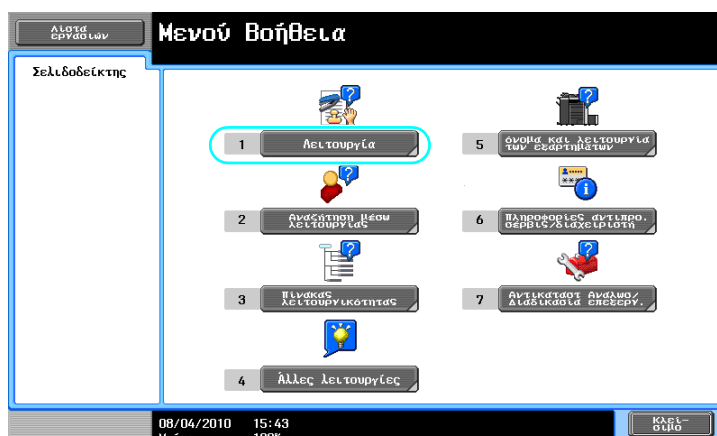 Λίστα
εργασιών
Μενού Βοήθεια
Σελιδοδείκτης
1 Λειτουργία
5 όνομα και λειτουργία
των εξαρτημάτων
2 Αναζήτηση μέσω
λειτουργίας
6 Πληροφορίες αντιπρο.
σέρβις/διαχειριστή
3 Πίνακας
λειτουργικότητας
7 Αντικαταστ Αναλωσ/
Διαδικασία επεξεργ.
4 Άλλες λειτουργίες
08/04/2010 15:43
Κλεί-
σιμο